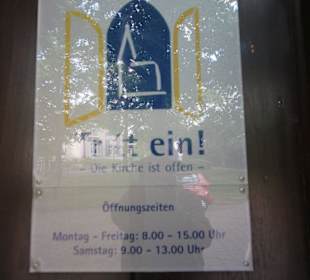 Tritt ein!
- Die Kirche ist offen -
Öffnungszeiten
Montag - Freitag: 8.00 - 15.00 Uhr
Samstag: 9.00 - 13.00 Uhr